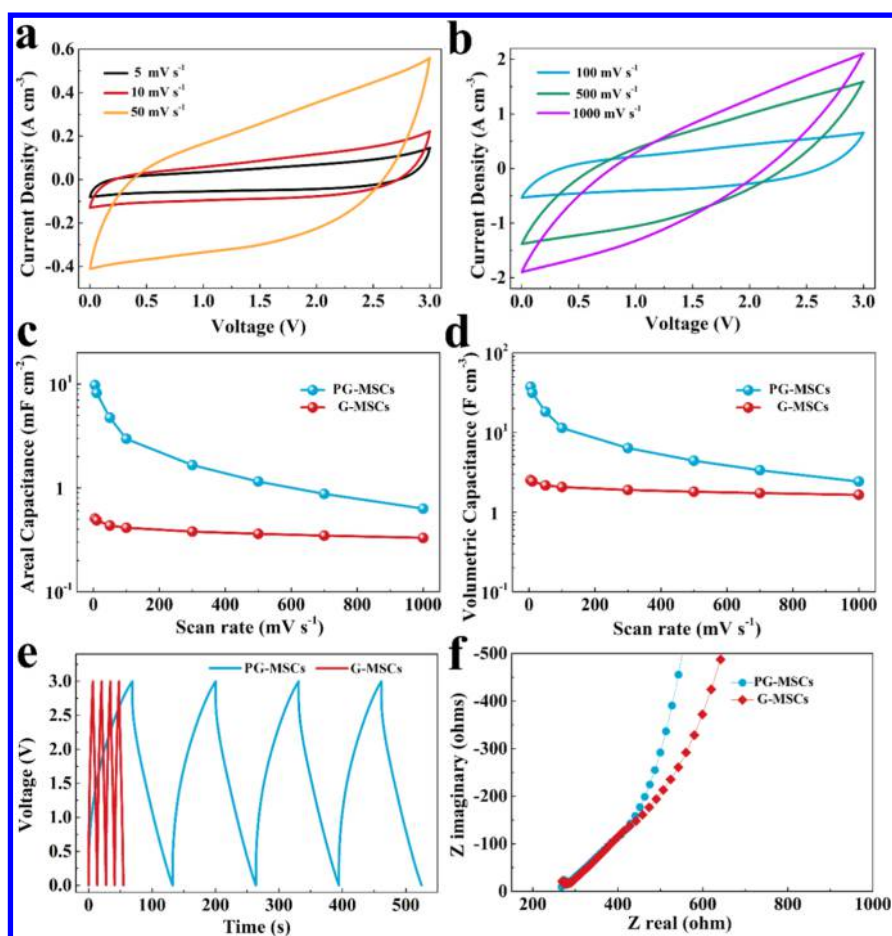 a
0.6
0.4
0.2
0.0
-0.2
-0.4
Current Density (A cm⁻³)
5 mV s⁻¹
10 mV s⁻¹
50 mV s⁻¹
0.0 0.5 1.0 1.5 2.0 2.5 3.0
Voltage (V)
b
2
1
0
-1
-2
Current Density (A cm⁻³)
100 mV s⁻¹
500 mV s⁻¹
1000 mV s⁻¹
0.0 0.5 1.0 1.5 2.0 2.5 3.0
Voltage (V)
c
10¹
1
10⁻¹
Areal Capacitance (mF cm⁻²)
PG-MSCs
G-MSCs
0 200 400 600 800 1000
Scan rate (mV s⁻¹)
d
10²
10¹
1
10⁻¹
Volumetric Capacitance (F cm⁻³)
PG-MSCs
G-MSCs
0 200 400 600 800 1000
Scan rate (mV s⁻¹)
e
3.0
2.5
2.0
1.5
1.0
0.5
0.0
Voltage (V)
PG-MSCs G-MSCs
0 100 200 300 400 500
Time (s)
f
-500
-400
-300
-200
-100
0
Z imaginary (ohms)
PG-MSCs
G-MSCs
0 200 400 600 800 1000
Z real (ohm)